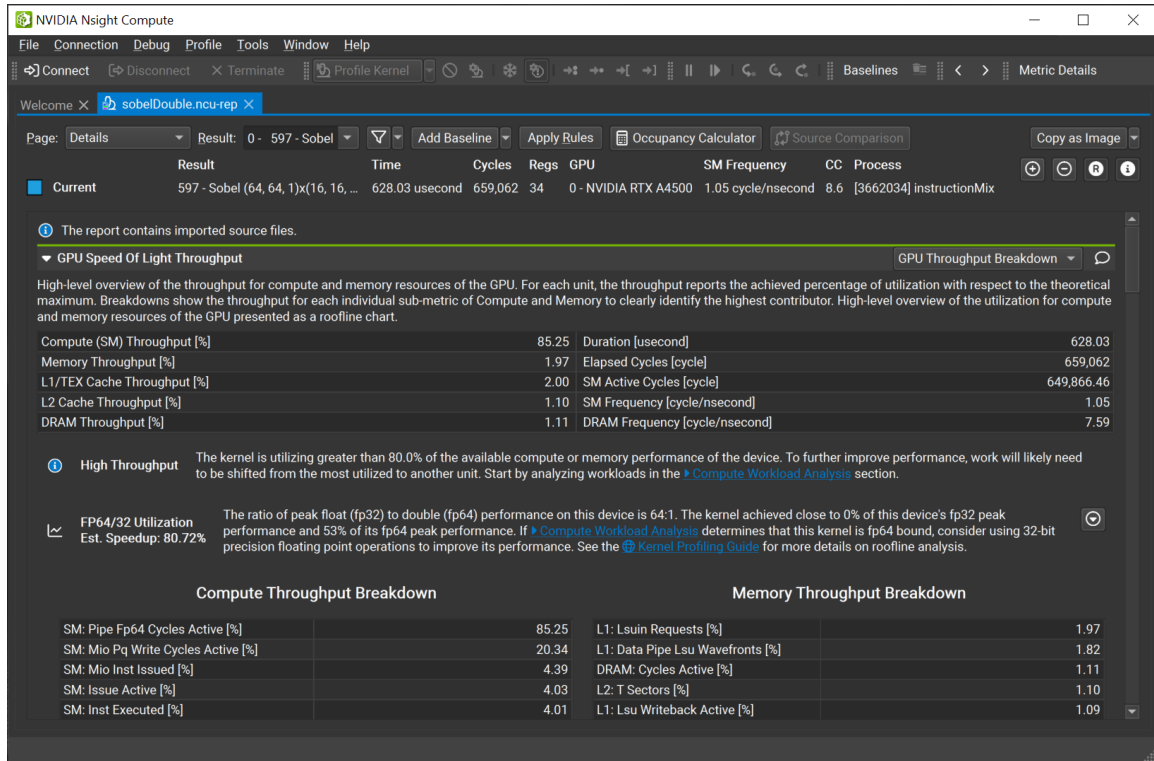 NVIDIA Nsight Compute
File Connection Debug Profile Tools Window Help
Connect Disconnect Terminate Profile Kernel Baselines Metric Details
Welcome sobelDouble.ncu-rep
Page: Details Result: 0 - 597 - Sobel Add Baseline Apply Rules Occupancy Calculator Source Comparison Copy as Image
Result Time Cycles Regs GPU SM Frequency CC Process
Current 597 - Sobel (64, 64, 1)x(16, 16, ... 628.03 usecond 659,062 34 0 - NVIDIA RTX A4500 1.05 cycle/nsecond 8.6 [3662034] instructionMix
The report contains imported source files.
GPU Speed Of Light Throughput GPU Throughput Breakdown
High-level overview of the throughput for compute and memory resources of the GPU. For each unit, the throughput reports the achieved percentage of utilization with respect to the theoretical
maximum. Breakdowns show the throughput for each individual sub-metric of Compute and Memory to clearly identify the highest contributor. High-level overview of the utilization for compute
and memory resources of the GPU presented as a roofline chart.
Compute (SM) Throughput [%] 85.25 Duration [usecond] 628.03
Memory Throughput [%] 1.97 Elapsed Cycles [cycle] 659,062
L1/TEX Cache Throughput [%] 2.00 SM Active Cycles [cycle] 649,866.46
L2 Cache Throughput [%] 1.10 SM Frequency [cycle/nsecond] 1.05
DRAM Throughput [%] 1.11 DRAM Frequency [cycle/nsecond] 7.59
High Throughput The kernel is utilizing greater than 80.0% of the available compute or memory performance of the device. To further improve performance, work will likely need
to be shifted from the most utilized to another unit. Start by analyzing workloads in the Compute Workload Analysis section.
FP64/32 Utilization
Est. Speedup: 80.72%
The ratio of peak float (fp32) to double (fp64) performance on this device is 64:1. The kernel achieved close to 0% of this device's fp32 peak
performance and 53% of its fp64 peak performance. If Compute Workload Analysis determines that this kernel is fp64 bound, consider using 32-bit
precision floating point operations to improve its performance. See the Kernel Profiling Guide for more details on roofline analysis.
Compute Throughput Breakdown Memory Throughput Breakdown
SM: Pipe Fp64 Cycles Active [%] 85.25 L1: Lsuin Requests [%] 1.97
SM: Mio Pq Write Cycles Active [%] 20.34 L1: Data Pipe Lsu Wavefronts [%] 1.82
SM: Mio Inst Issued [%] 4.39 DRAM: Cycles Active [%] 1.11
SM: Issue Active [%] 4.03 L2: T Sectors [%] 1.10
SM: Inst Executed [%] 4.01 L1: Lsu Writeback Active [%] 1.09